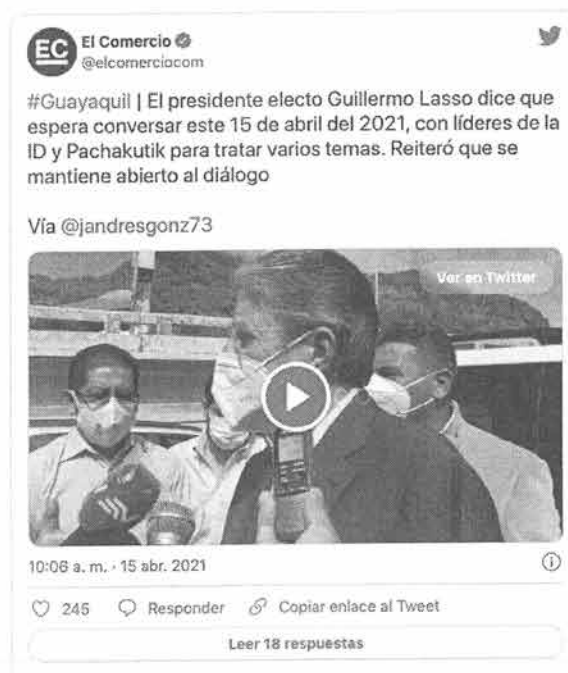 EC
El Comercio
@elcomerciocom
#Guayaquil | El presidente electo Guillermo Lasso dice que
espera conversar este 15 de abril del 2021, con líderes de la
ID y Pachakutik para tratar varios temas. Reiteró que se
mantiene abierto al diálogo
Vía @jandresgonz73
Ver en Twitter
10:06 a. m. · 15 abr. 2021
245 Responder Copiar enlace al Tweet
Leer 18 respuestas